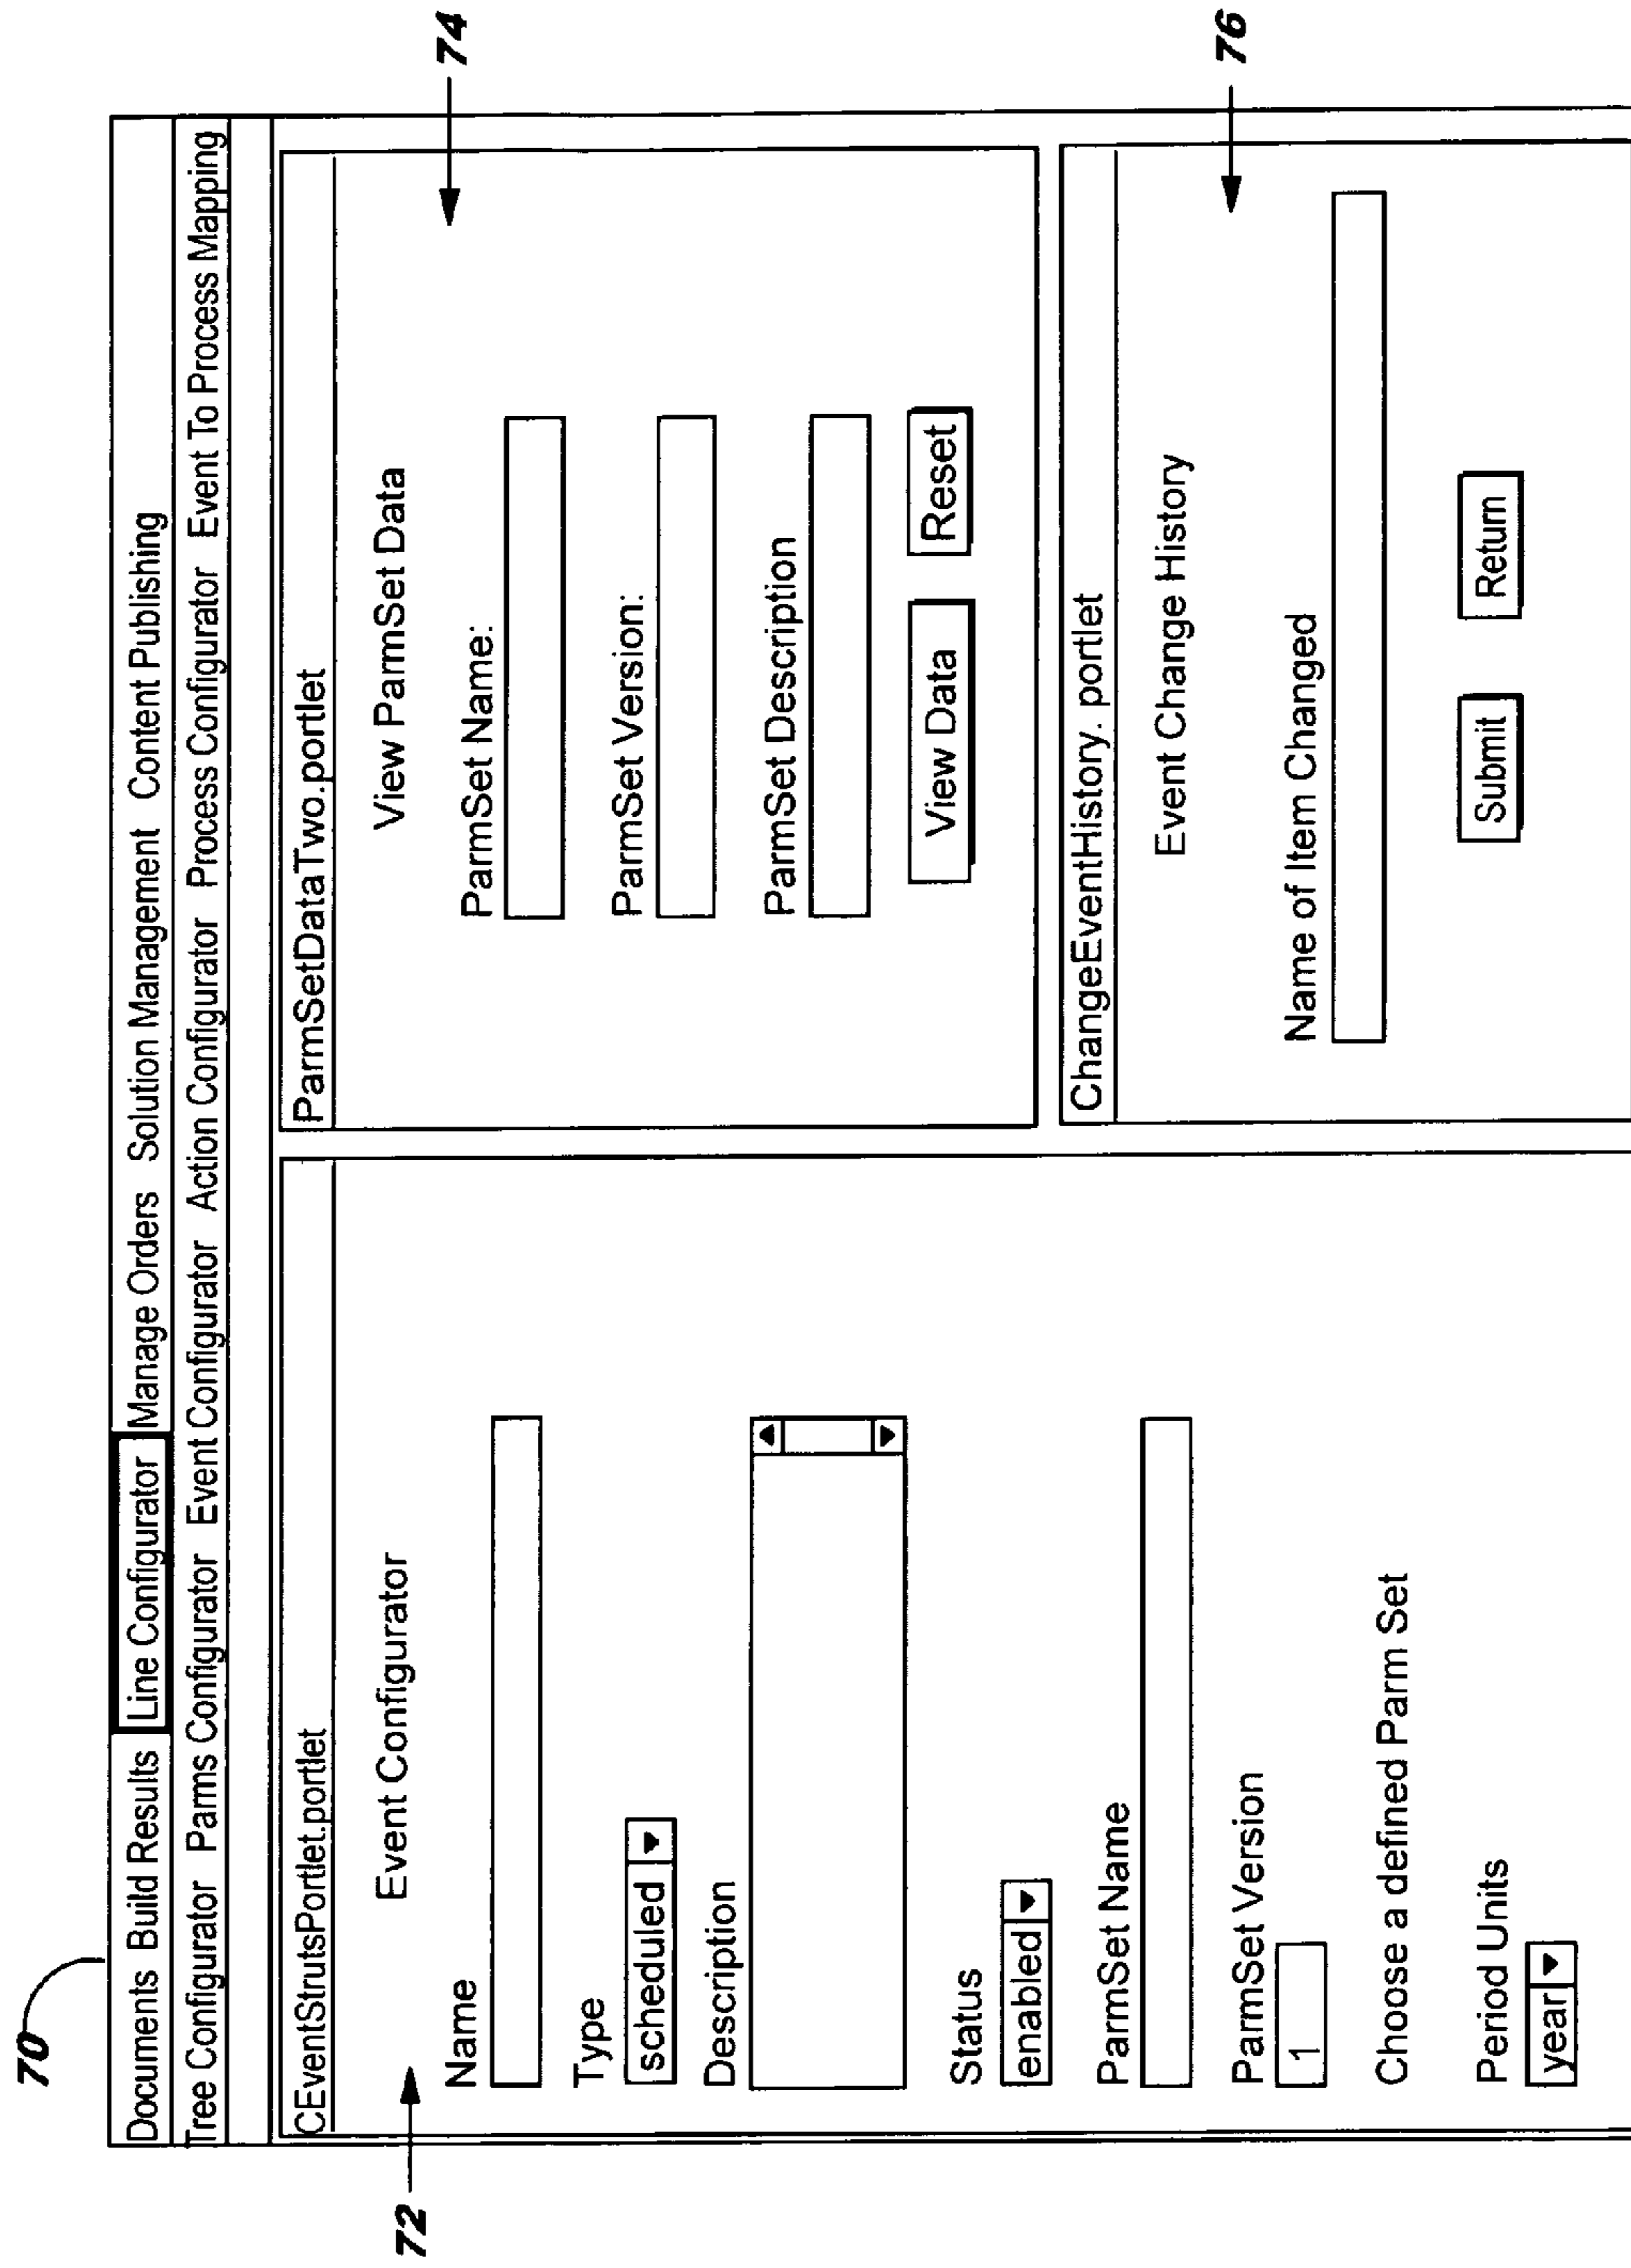 70
Documents Build Results Line Configurator Manage Orders Solution Management Content Publishing
Tree Configurator Params Configurator Event Configurator Action Configurator Process Configurator Event To Process Mapping
72
CEventStrutsPortlet.portlet
Event Configurator
Name
Type
scheduled
Description
Status
enabled
ParmSet Name
ParmSet Version
1
Choose a defined Parm Set
Period Units
year
74
ParmSetDataTwo.portlet
View ParmSet Data
ParmSet Name:
ParmSet Version:
ParmSet Description
View Data Reset
76
ChangeEventHistory. portlet
Event Change History
Name of Item Changed
Submit Return